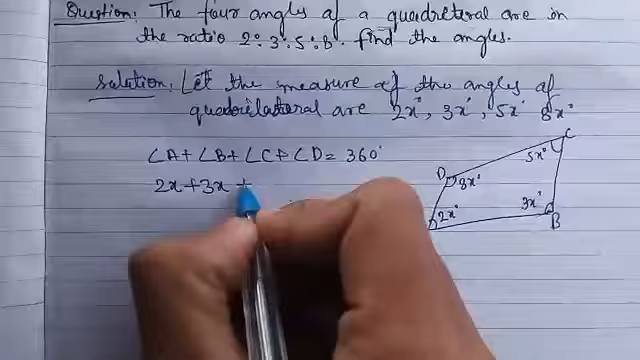 Question: The four angles of a quadreteral are in
the ratio 2:3:5:8. find the angles.
Solution: Let the measure of the angles of
quadrilateral are 2x°, 3x°, 5x° 8x°
∠A+∠B+∠C+∠D=360°
2x+3x+
C
5x°
D
8x°
3x°
2x°
A
B